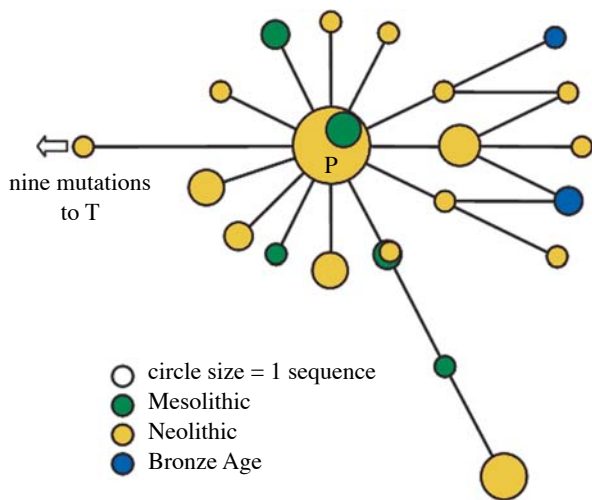 P
nine mutations
to T
circle size = 1 sequence
Mesolithic
Neolithic
Bronze Age